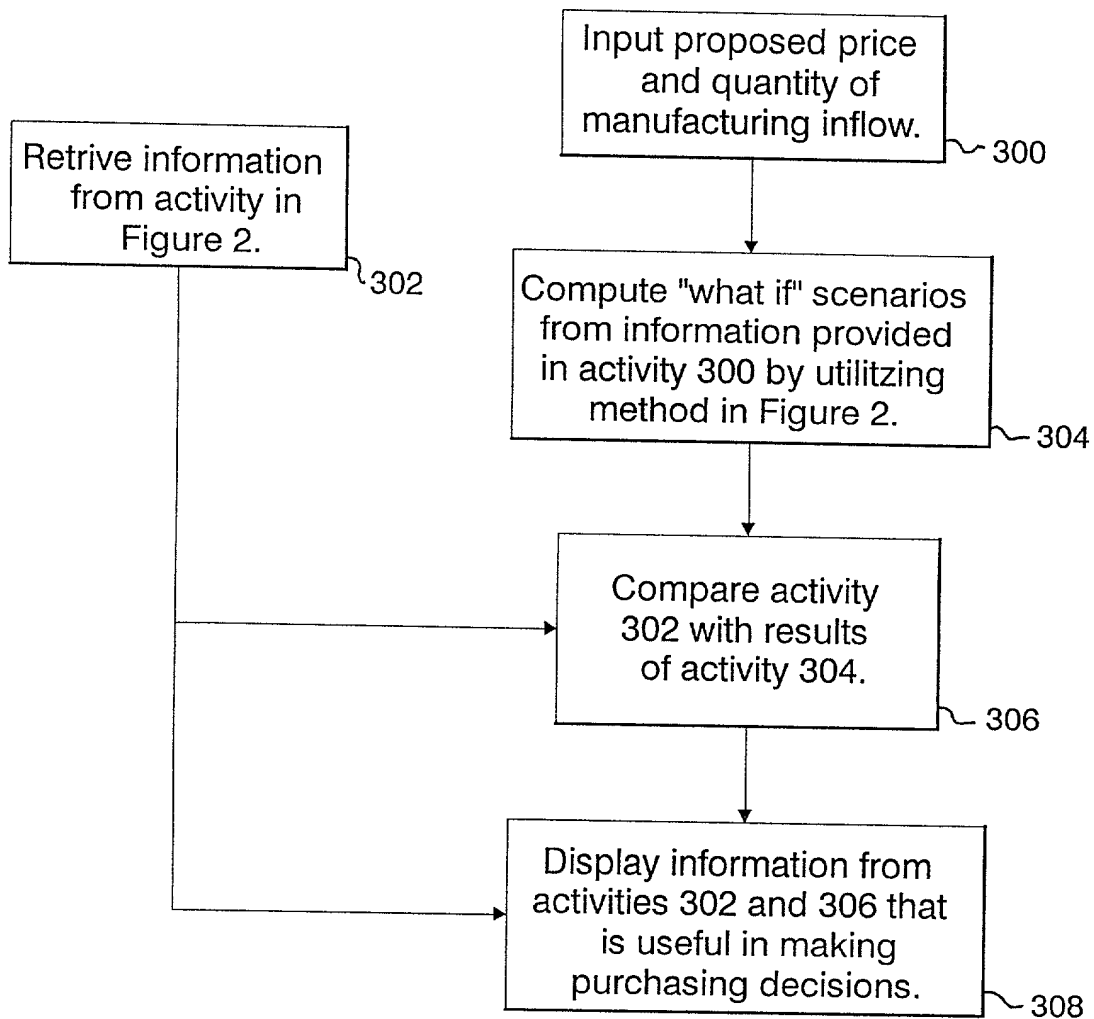 Input proposed price
and quantity of
manufacturing inflow.
300
Retrive information
from activity in
Figure 2.
302
Compute "what if" scenarios
from information provided
in activity 300 by utilitzing
method in Figure 2.
304
Compare activity
302 with results
of activity 304.
306
Display information from
activities 302 and 306 that
is useful in making
purchasing decisions.
308